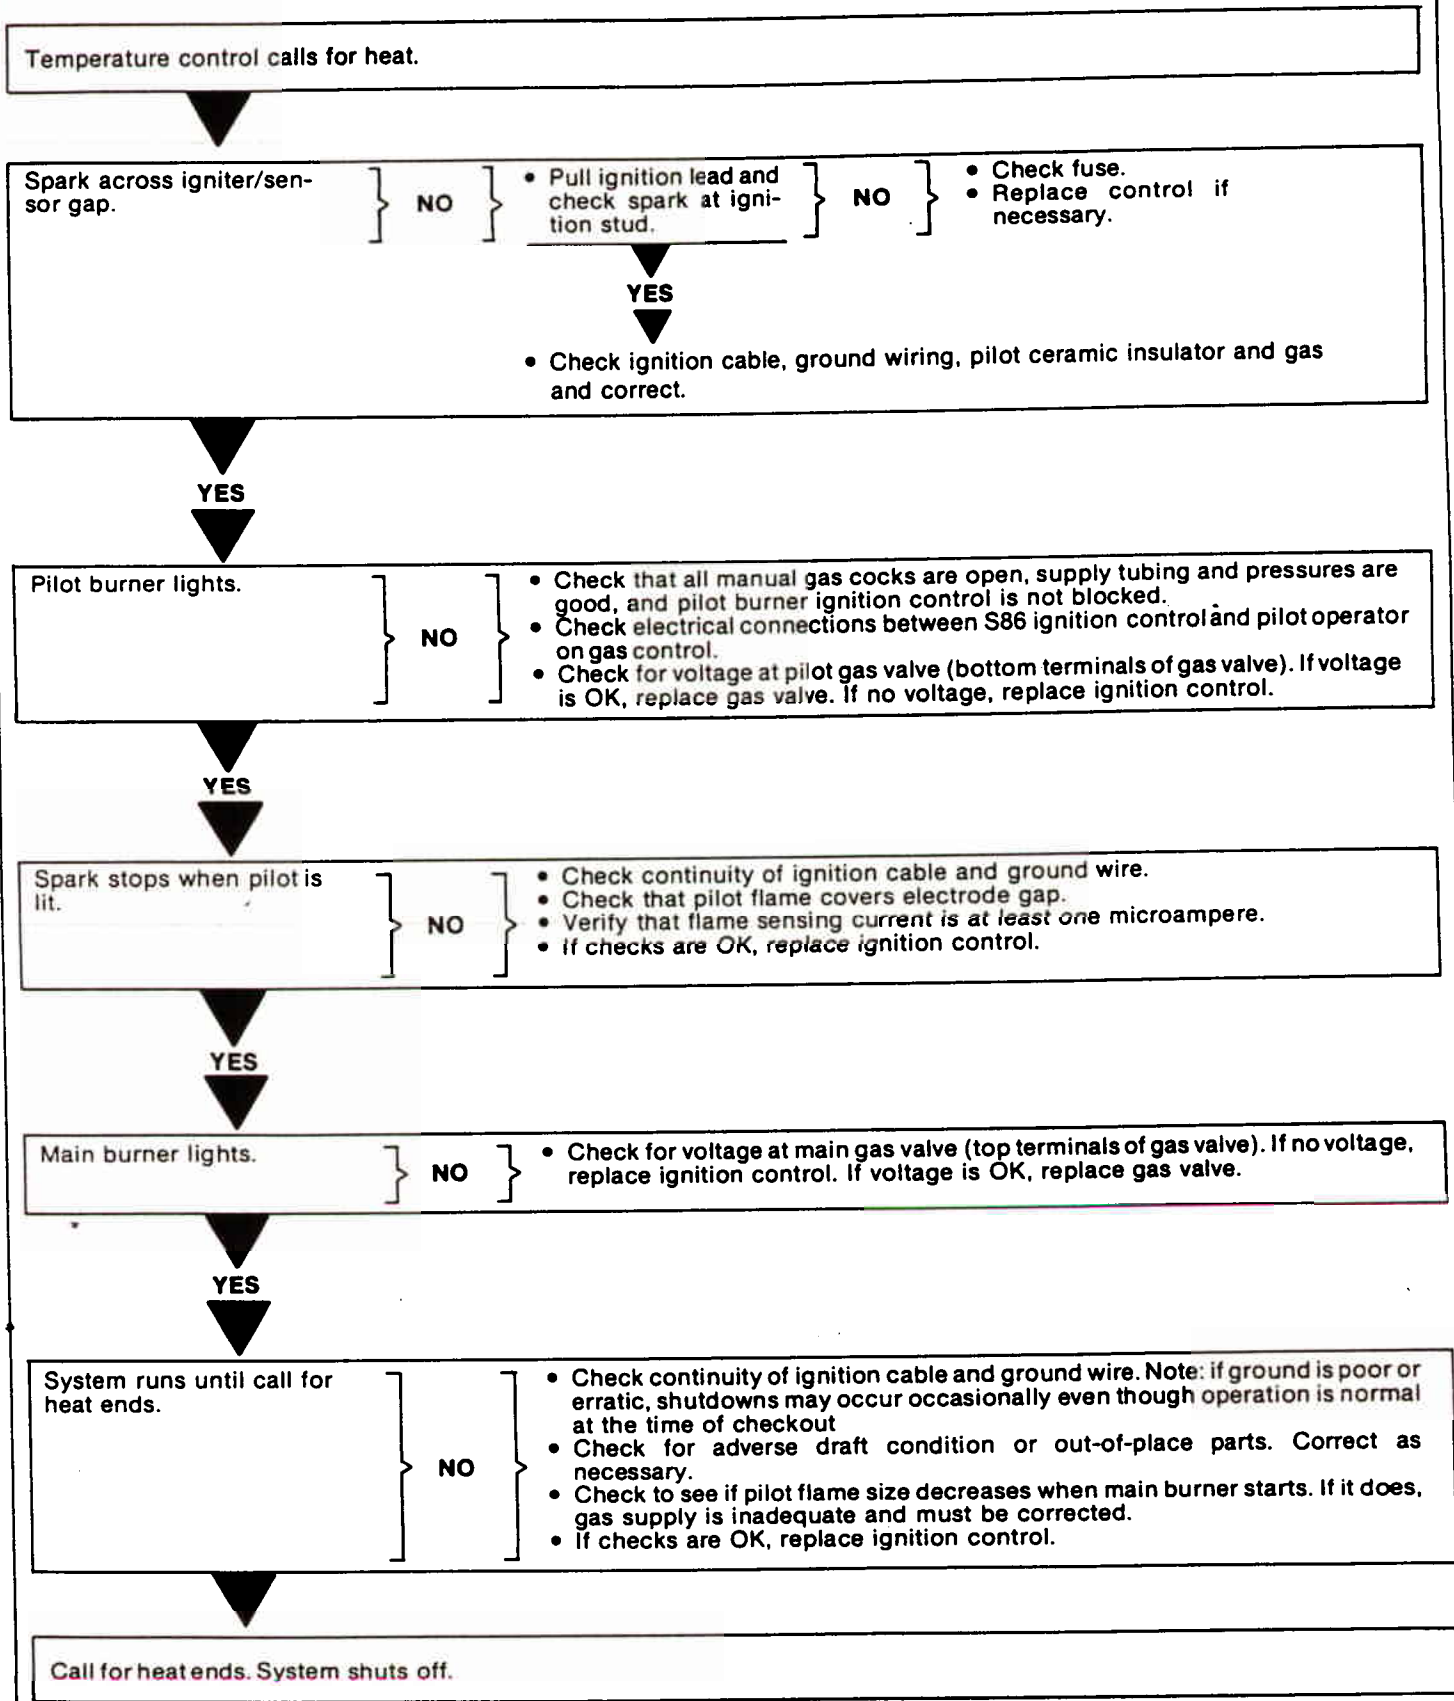 Temperature control calls for heat.
Spark across igniter/sen-
sor gap.
NO
• Pull ignition lead and
check spark at igni-
tion stud.
NO
• Check fuse.
• Replace control if
necessary.
YES
• Check ignition cable, ground wiring, pilot ceramic insulator and gas
and correct.
YES
Pilot burner lights.
NO
• Check that all manual gas cocks are open, supply tubing and pressures are
good, and pilot burner ignition control is not blocked.
• Check electrical connections between S86 ignition control and pilot operator
on gas control.
• Check for voltage at pilot gas valve (bottom terminals of gas valve). If voltage
is OK, replace gas valve. If no voltage, replace ignition control.
YES
Spark stops when pilot is
lit.
NO
• Check continuity of ignition cable and ground wire.
• Check that pilot flame covers electrode gap.
• Verify that flame sensing current is at least one microampere.
• If checks are OK, replace ignition control.
YES
Main burner lights.
NO
• Check for voltage at main gas valve (top terminals of gas valve). If no voltage,
replace ignition control. If voltage is OK, replace gas valve.
YES
System runs until call for
heat ends.
NO
• Check continuity of ignition cable and ground wire. Note: if ground is poor or
erratic, shutdowns may occur occasionally even though operation is normal
at the time of checkout
• Check for adverse draft condition or out-of-place parts. Correct as
necessary.
• Check to see if pilot flame size decreases when main burner starts. If it does,
gas supply is inadequate and must be corrected.
• If checks are OK, replace ignition control.
Call for heat ends. System shuts off.